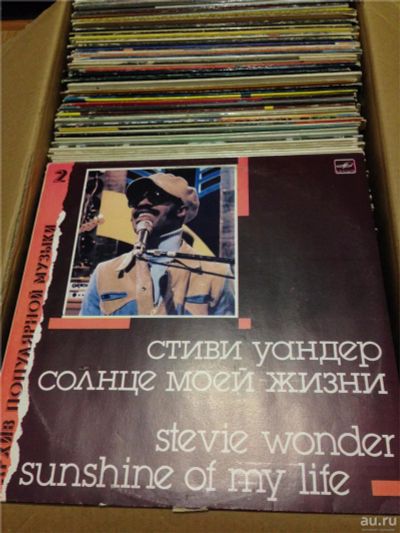 2
АРХИВ ПОПУЛЯРНОЙ МУЗЫКИ
стиви уандер
солнце моей жизни
stevie wonder
sunshine of my life
au.ru